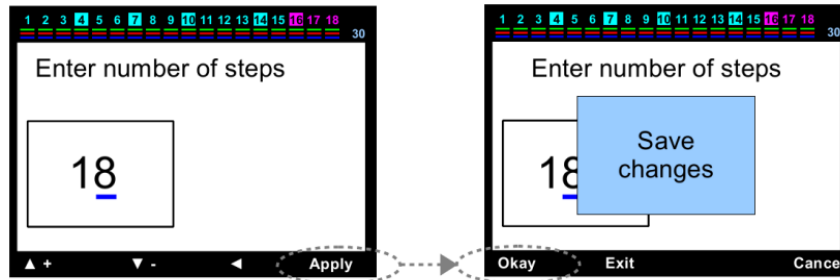 1 2 3 4 5 6 7 8 9 10 11 12 13 14 15 16 17 18
30
Enter number of steps
18
▲ + ▼ - ◄ Apply
1 2 3 4 5 6 7 8 9 10 11 12 13 14 15 16 17 18
30
Enter number of steps
18
Save
changes
Okay Exit Cance